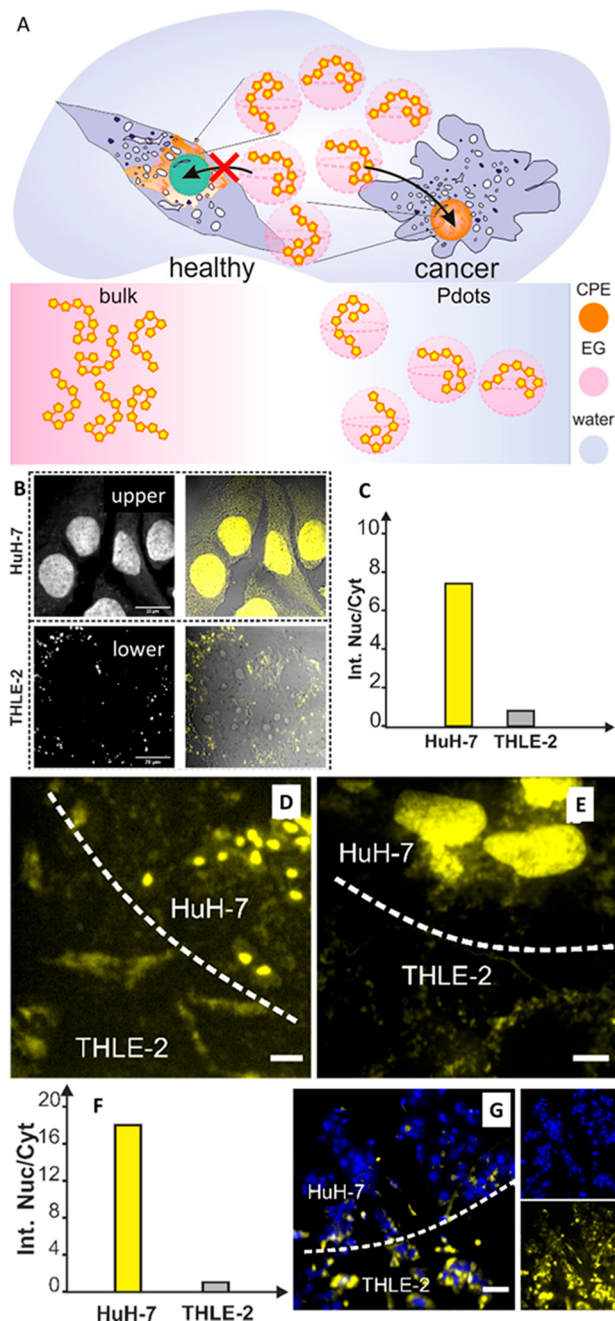 A
healthy
cancer
bulk
Pdots
CPE
EG
water
B
HuH-7
upper
THLE-2
lower
20 µm
C
Int. Nuc/Cyt
10
8
6
4
2
0
HuH-7
THLE-2
D
HuH-7
THLE-2
E
HuH-7
THLE-2
F
Int. Nuc/Cyt
20
16
12
8
4
0
HuH-7
THLE-2
G
HuH-7
THLE-2